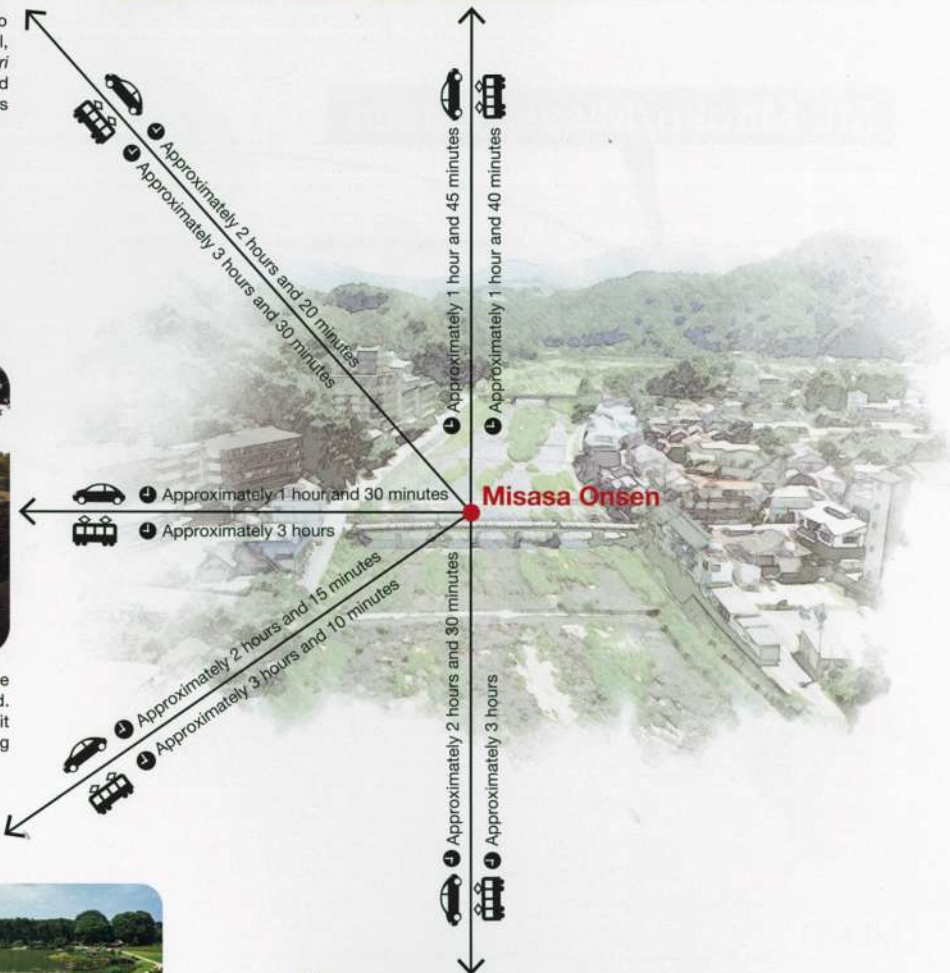 o
l,
ri
d
s
Approximately 2 hours and 20 minutes
Approximately 3 hours and 30 minutes
Approximately 1 hour and 45 minutes
Approximately 1 hour and 40 minutes
Approximately 1 hour and 30 minutes
Misasa Onsen
Approximately 3 hours
Approximately 2 hours and 15 minutes
Approximately 3 hours and 10 minutes
Approximately 2 hours and 30 minutes
Approximately 3 hours
e
d.
it
g